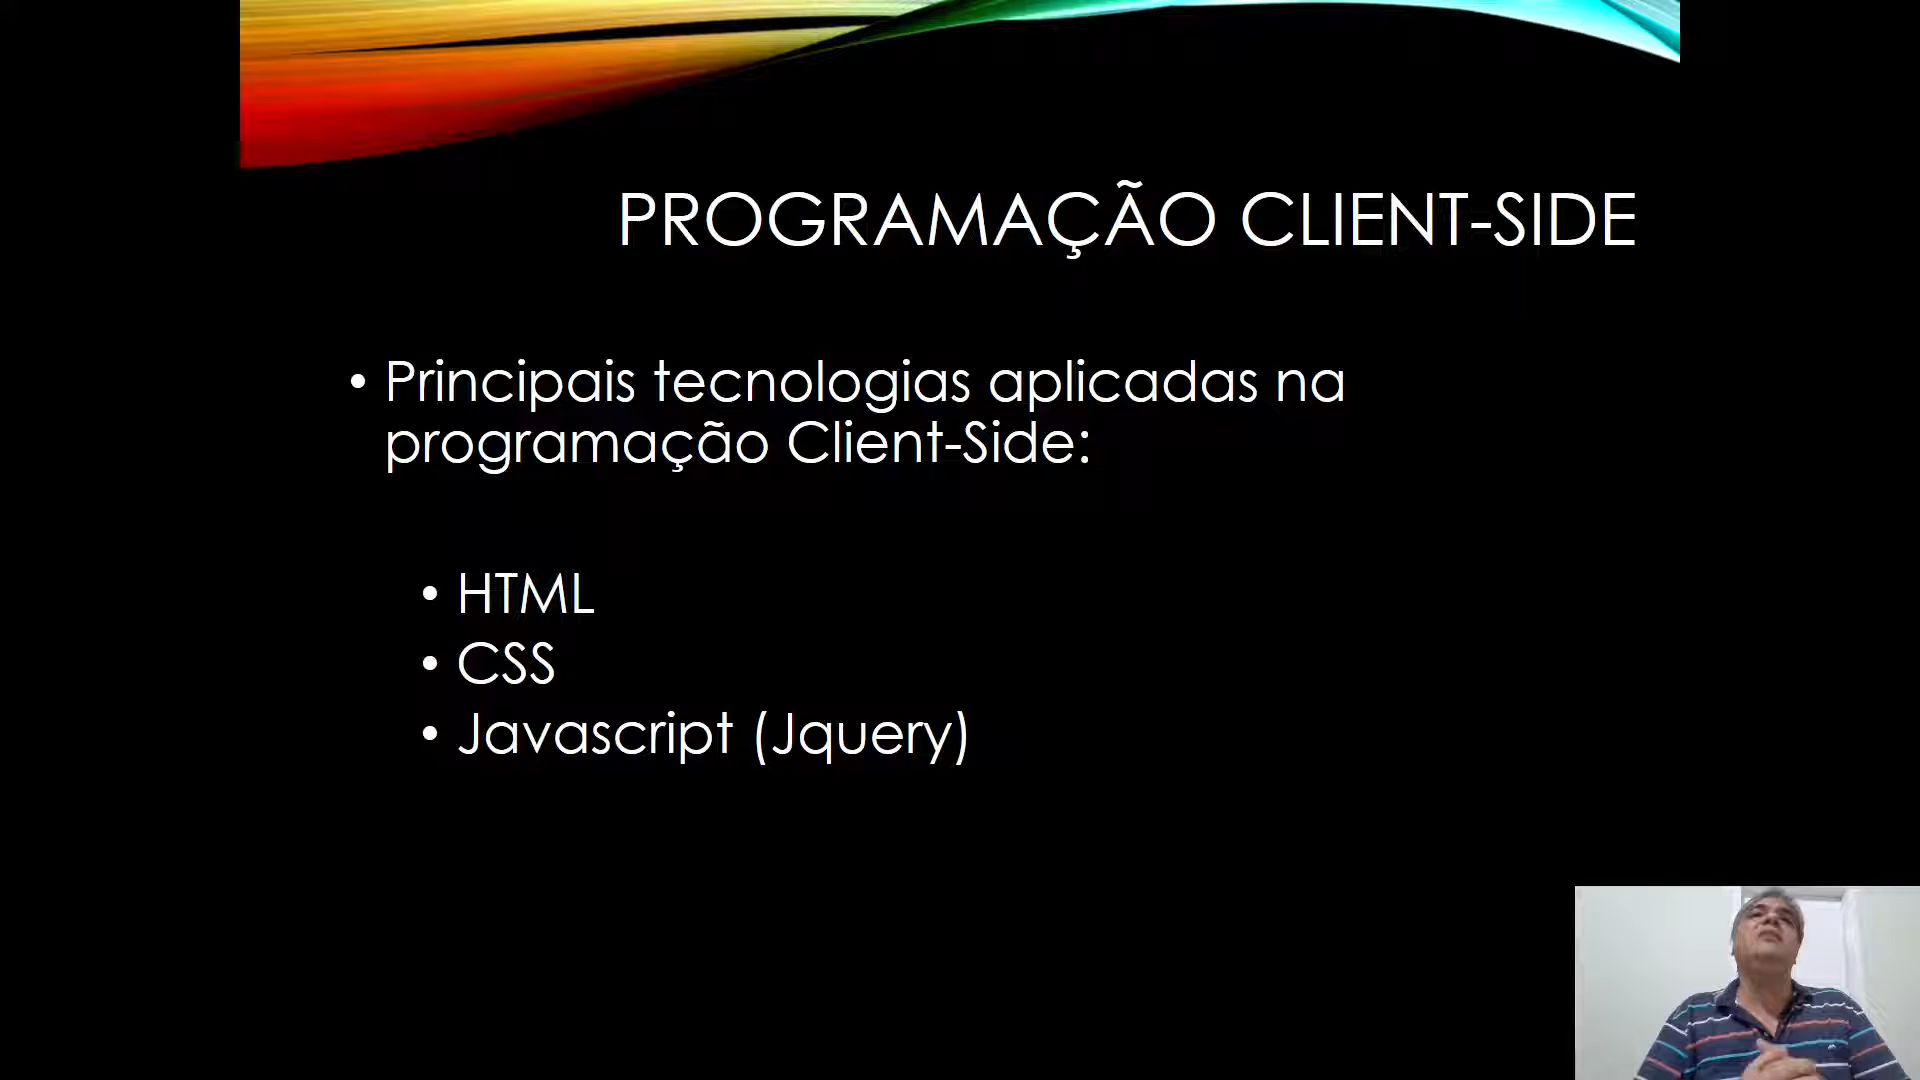 PROGRAMAÇÃO CLIENT-SIDE
• Principais tecnologias aplicadas na
programação Client-Side:
• HTML
• CSS
• Javascript (Jquery)